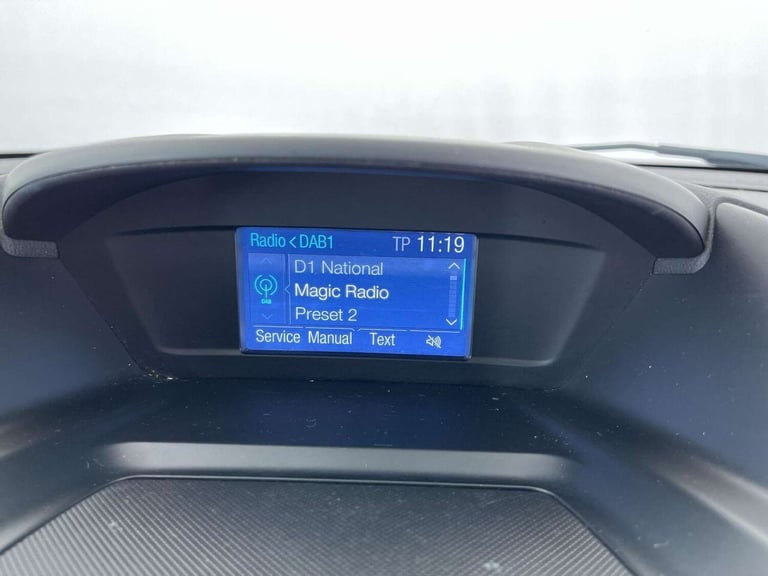 Radio < DAB1 TP 11:19
D1 National
DAB
Magic Radio
Preset 2
Service Manual Text